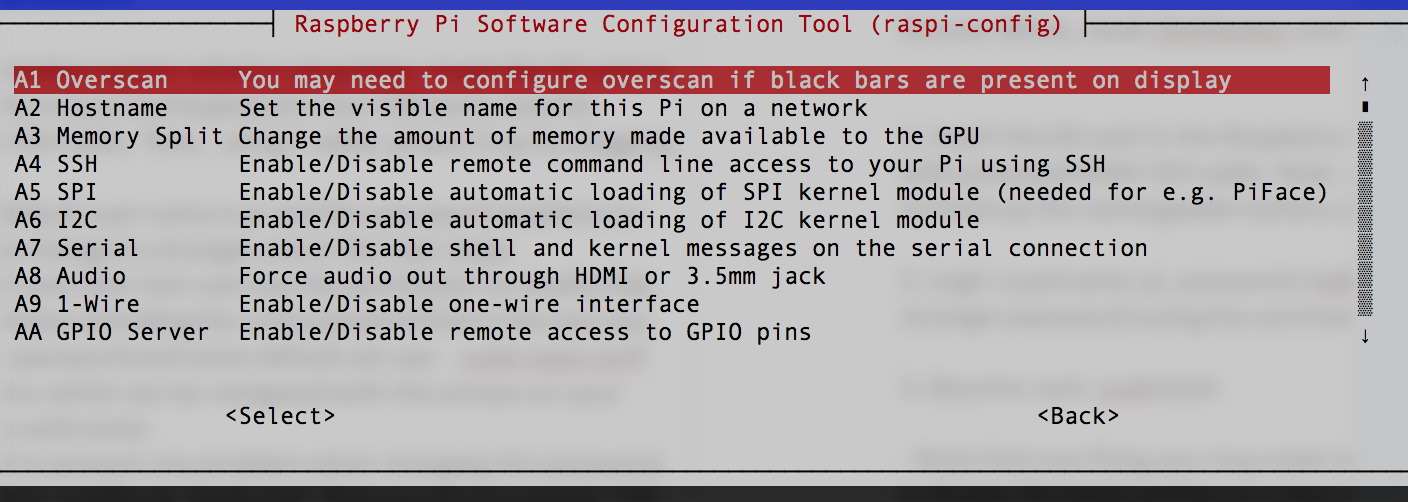 Raspberry Pi Software Configuration Tool (raspi-config)
A1 Overscan You may need to configure overscan if black bars are present on display
A2 Hostname Set the visible name for this Pi on a network
A3 Memory Split Change the amount of memory made available to the GPU
A4 SSH Enable/Disable remote command line access to your Pi using SSH
A5 SPI Enable/Disable automatic loading of SPI kernel module (needed for e.g. PiFace)
A6 I2C Enable/Disable automatic loading of I2C kernel module
A7 Serial Enable/Disable shell and kernel messages on the serial connection
A8 Audio Force audio out through HDMI or 3.5mm jack
A9 1-Wire Enable/Disable one-wire interface
AA GPIO Server Enable/Disable remote access to GPIO pins
<Select> <Back>